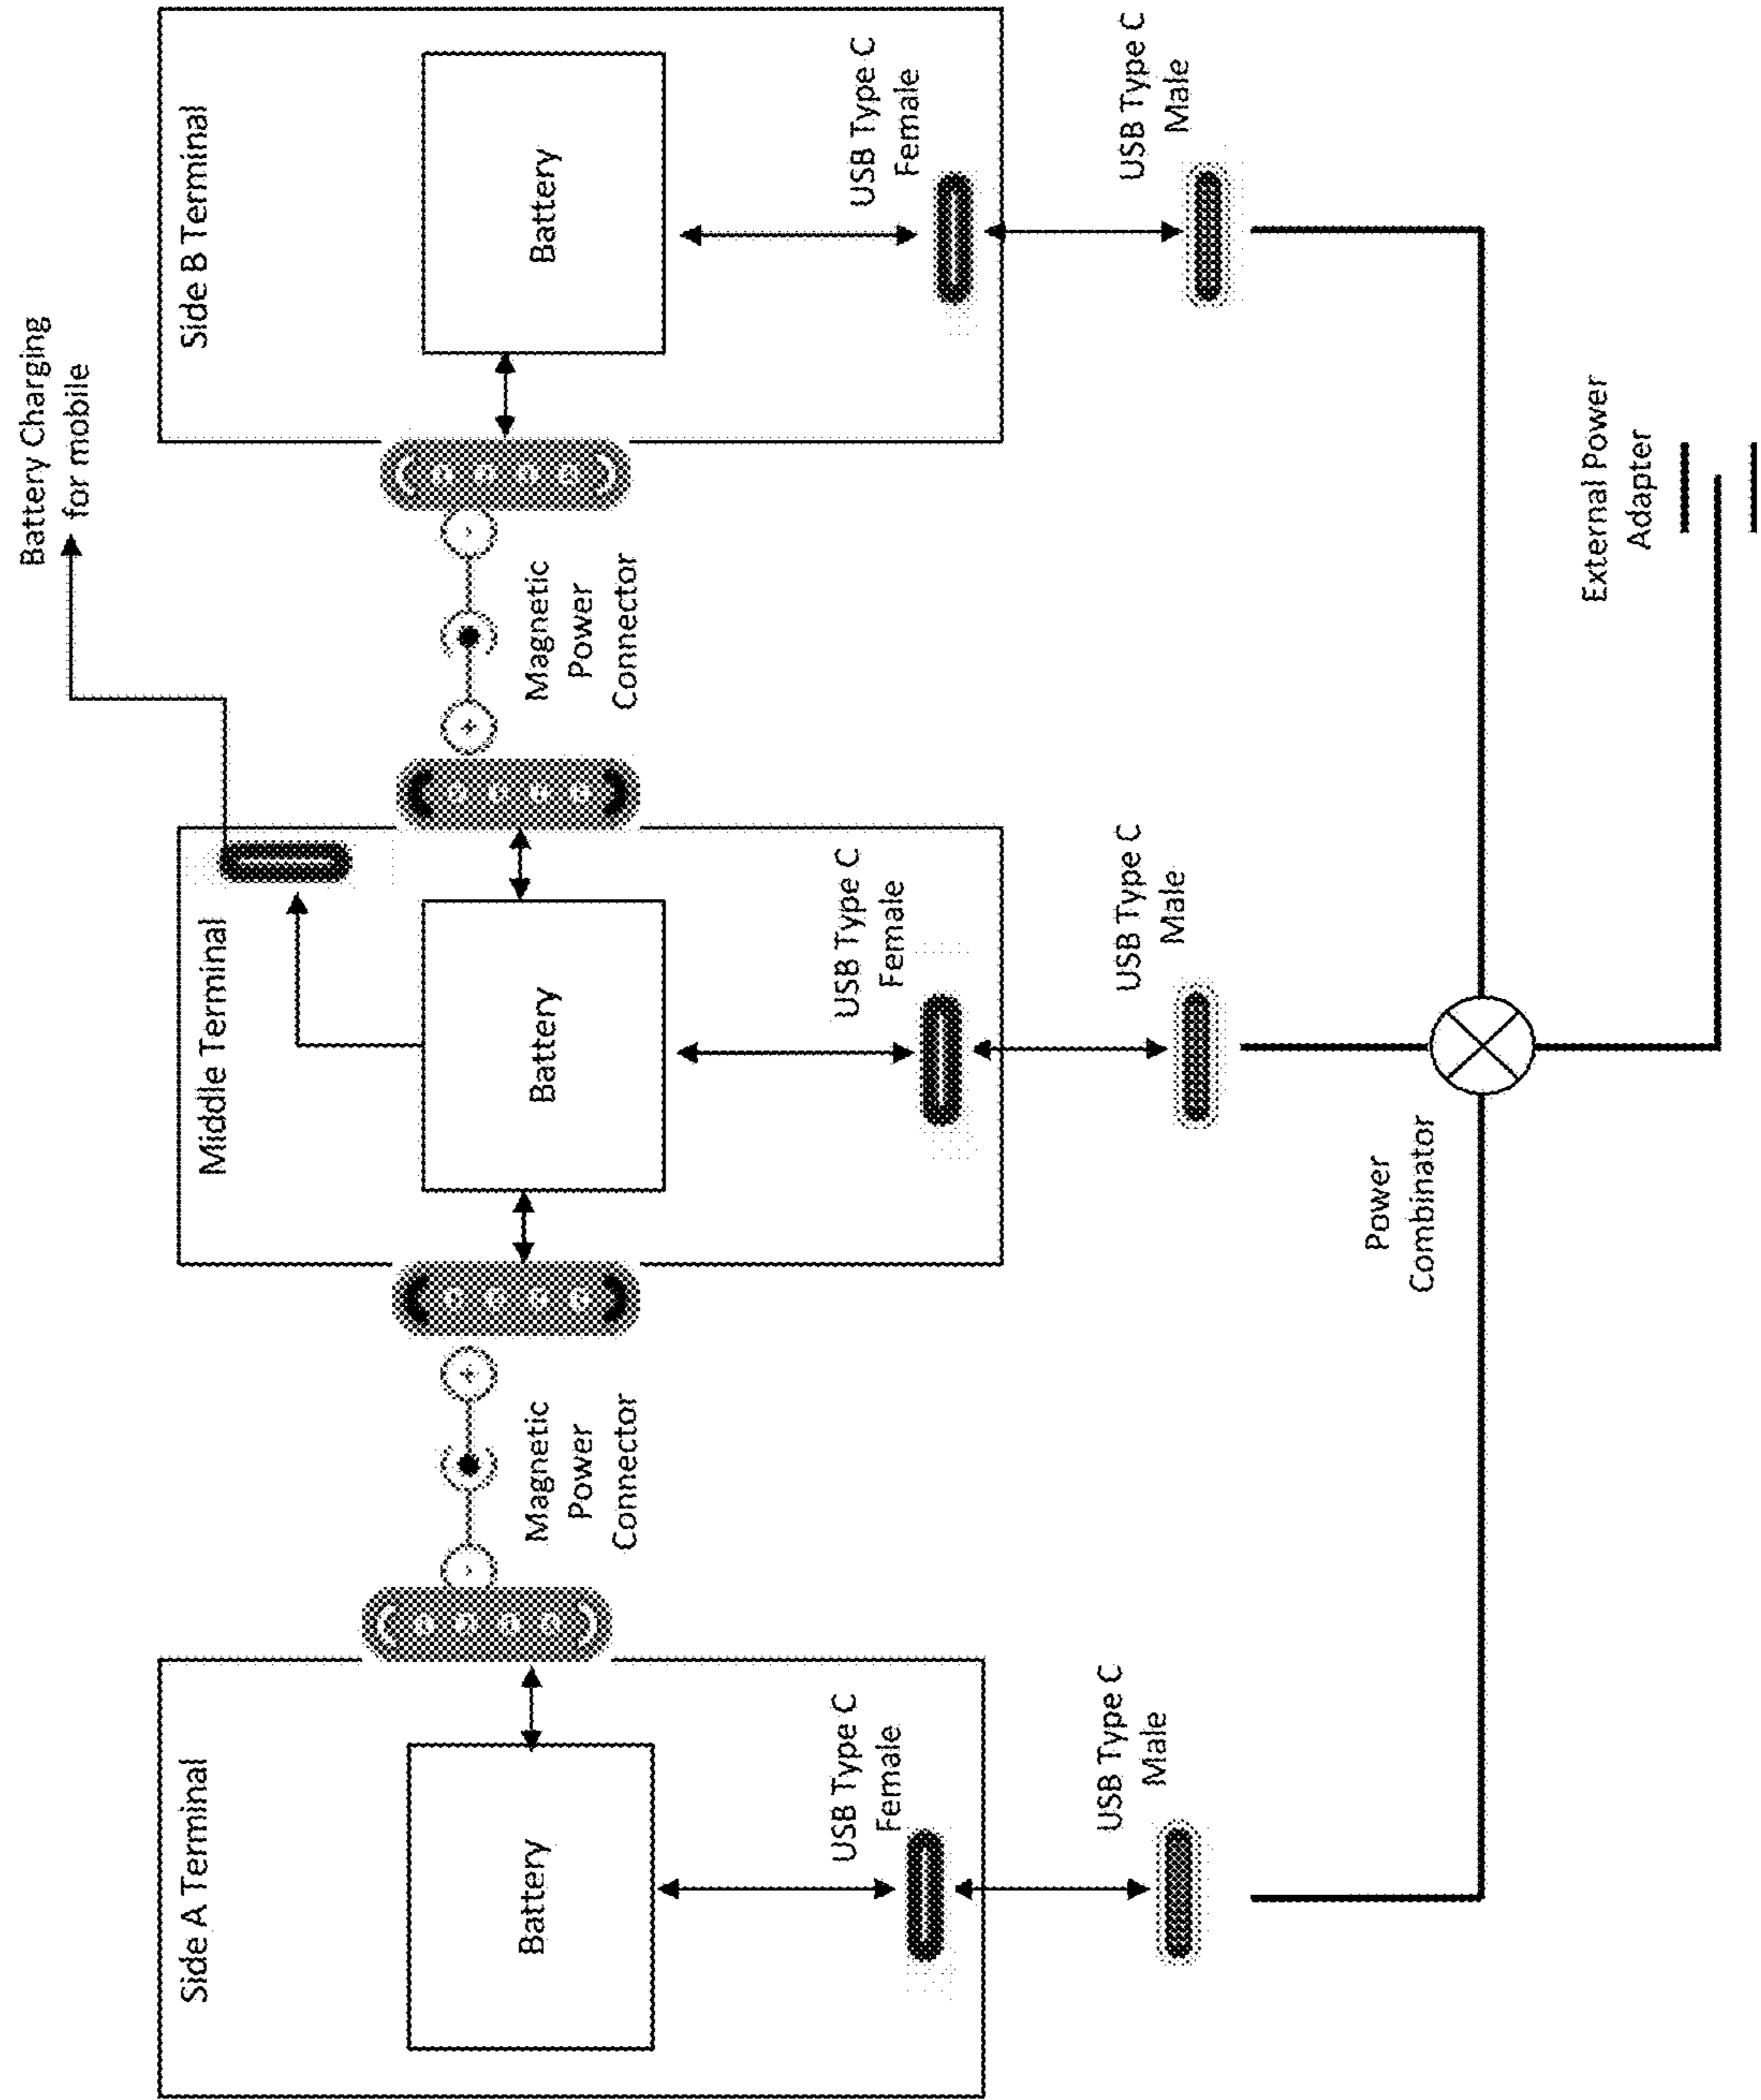 Battery Charging
for mobile
Side A Terminal
Battery
USB Type C
Female
USB Type C
Male
Magnetic
Power
Connector
Middle Terminal
Battery
USB Type C
Female
USB Type C
Male
Magnetic
Power
Connector
Side B Terminal
Battery
USB Type C
Female
USB Type C
Male
Power
Combinator
External Power
Adapter